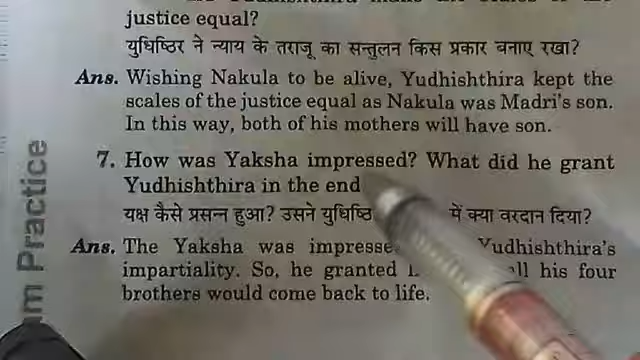 justice equal?
युधिष्ठिर ने न्याय के तराजू का सन्तुलन किस प्रकार बनाए रखा?
Ans. Wishing Nakula to be alive, Yudhishthira kept the
scales of the justice equal as Nakula was Madri's son.
In this way, both of his mothers will have son.
7. How was Yaksha impressed? What did he grant
Yudhishthira in the end
यक्ष कैसे प्रसन्न हुआ? उसने में क्या वरदान दिया?
Ans. The Yaksha was Yudhishthira's
impartiality. So, he granted his four
brothers would come back to life.
Practice